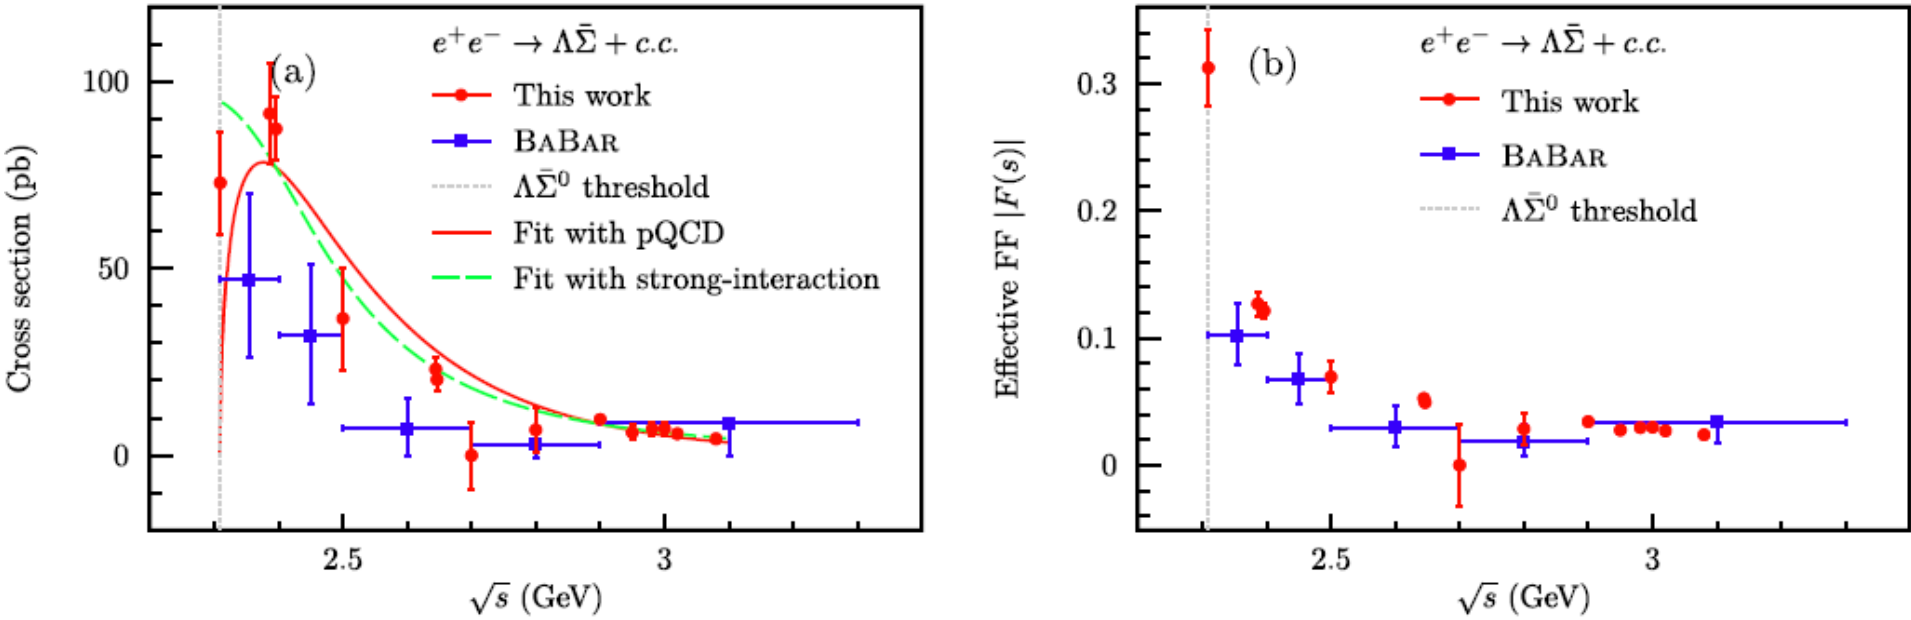 (a)
e⁺e⁻ → ΛΣ̄ + c.c.
This work
BABAR
ΛΣ̄⁰ threshold
Fit with pQCD
Fit with strong-interaction
Cross section (pb)
100
50
0
2.5
3
√s (GeV)
(b)
e⁺e⁻ → ΛΣ̄ + c.c.
This work
BABAR
ΛΣ̄⁰ threshold
Effective FF |F(s)|
0.3
0.2
0.1
0
2.5
3
√s (GeV)